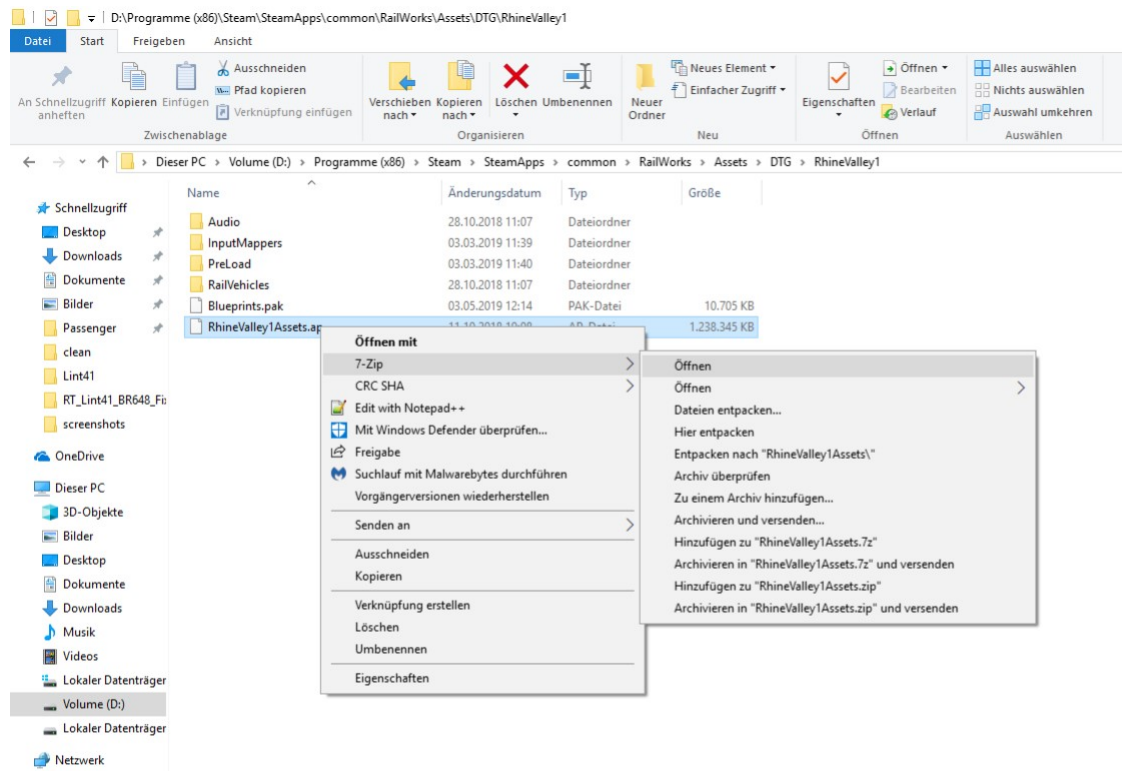 D:\Programme (x86)\Steam\SteamApps\common\RailWorks\Assets\DTG\RhineValley1
Datei Start Freigeben Ansicht
An Schnellzugriff anheften
Kopieren
Einfügen
Ausschneiden
Pfad kopieren
Verknüpfung einfügen
Zwischenablage
Verschieben nach
Kopieren nach
Löschen
Umbenennen
Organisieren
Neuer Ordner
Neues Element
Einfacher Zugriff
Neu
Eigenschaften
Öffnen
Bearbeiten
Verlauf
Öffnen
Alles auswählen
Nichts auswählen
Auswahl umkehren
Auswählen
Dieser PC > Volume (D:) > Programme (x86) > Steam > SteamApps > common > RailWorks > Assets > DTG > RhineValley1
Schnellzugriff
Desktop
Downloads
Dokumente
Bilder
Passenger
clean
Lint41
RT_Lint41_BR648_Fi
screenshots
OneDrive
Dieser PC
3D-Objekte
Bilder
Desktop
Dokumente
Downloads
Musik
Videos
Lokaler Datenträger
Volume (D:)
Lokaler Datenträger
Netzwerk
Name Änderungsdatum Typ Größe
Audio 28.10.2018 11:07 Dateiordner
InputMappers 03.03.2019 11:39 Dateiordner
PreLoad 03.03.2019 11:40 Dateiordner
RailVehicles 28.10.2018 11:07 Dateiordner
Blueprints.pak 03.05.2019 12:14 PAK-Datei 10.705 KB
RhineValley1Assets.ap 1.238.345 KB
Öffnen mit
7-Zip
CRC SHA
Edit with Notepad++
Mit Windows Defender überprüfen...
Freigabe
Suchlauf mit Malwarebytes durchführen
Vorgängerversionen wiederherstellen
Senden an
Ausschneiden
Kopieren
Verknüpfung erstellen
Löschen
Umbenennen
Eigenschaften
Öffnen
Öffnen
Dateien entpacken...
Hier entpacken
Entpacken nach "RhineValley1Assets\"
Archiv überprüfen
Zu einem Archiv hinzufügen...
Archivieren und versenden...
Hinzufügen zu "RhineValley1Assets.7z"
Archivieren in "RhineValley1Assets.7z" und versenden
Hinzufügen zu "RhineValley1Assets.zip"
Archivieren in "RhineValley1Assets.zip" und versenden